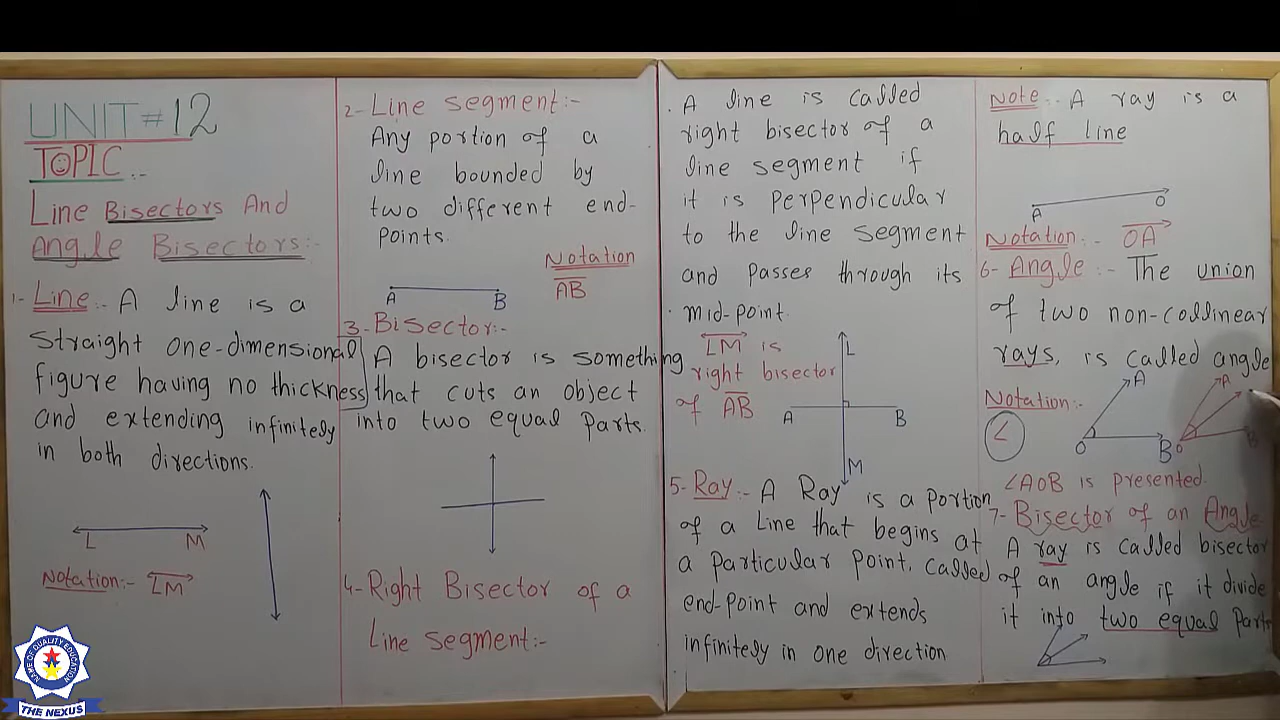 UNIT #12
TOPIC :-
Line Bisectors And
Angle Bisectors:-
1- Line:- A line is a
straight one-dimensional
figure having no thickness
and extending infinitely
in both directions.
L M
Notation:- LM
2- Line segment:-
Any portion of a
line bounded by
two different end-
points.
Notation
AB
A B
3- Bisector:-
A bisector is something
that cuts an object
into two equal parts.
4- Right Bisector of a
Line segment:-
. A line is called
right bisector of a
line segment if
it is perpendicular
to the line segment
and passes through its
. mid-point.
LM is
right bisector
of AB
L
A B
M
5- Ray:- A Ray is a portion
of a Line that begins at
a particular point, called
end-point and extends
infinitely in one direction
Note:- A ray is a
half line
A O
Notation:- OA
6- Angle:- The union
of two non-collinear
rays, is called angle
Notation:-
∠
A
O B
A
O B
∠AOB is presented.
7- Bisector of an Angle
A ray is called bisector
of an angle if it divide
it into two equal parts
NAME OF QUALITY EDUCATION
THE NEXUS